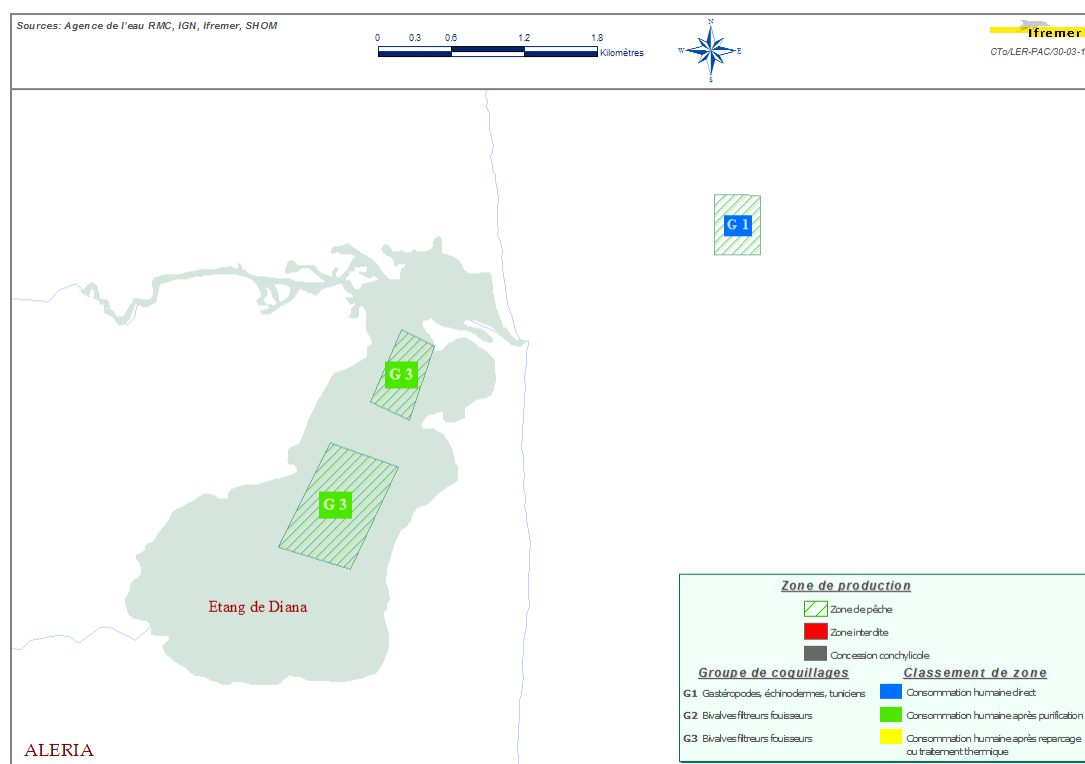 Sources: Agence de l'eau RMC, IGN, Ifremer, SHOM
0 0.3 0.6 1.2 1.8
Kilomètres
N
W E
S
Ifremer
CTo/LER-PAC/30-03-1
G 1
G 3
G 3
Etang de Diana
ALERIA
Zone de production
Zone de pêche
Zone interdite
Concession conchylicole
Groupe de coquillages
G1 Gastéropodes, échinodermes, tuniciers
G2 Bivalves filtreurs fouisseurs
G3 Bivalves filtreurs fouisseurs
Classement de zone
Consommation humaine direct
Consommation humaine après purification
Consommation humaine après reparcage
ou traitement thermique